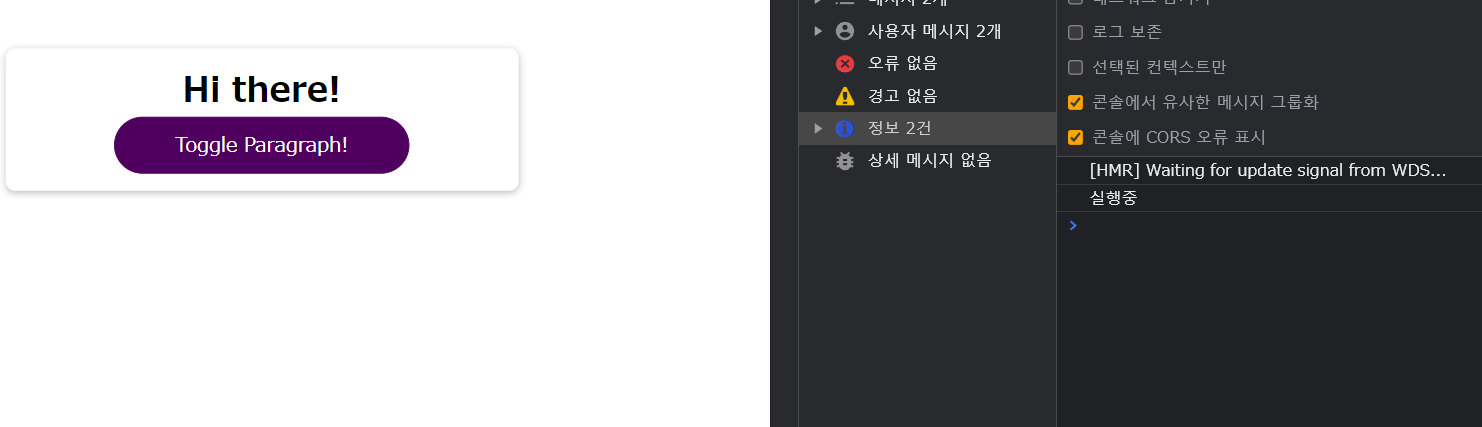 Hi there!
Toggle Paragraph!
사용자 메시지 2개
오류 없음
경고 없음
정보 2건
상세 메시지 없음
로그 보존
선택된 컨텍스트만
콘솔에서 유사한 메시지 그룹화
콘솔에 CORS 오류 표시
[HMR] Waiting for update signal from WDS...
실행중
>